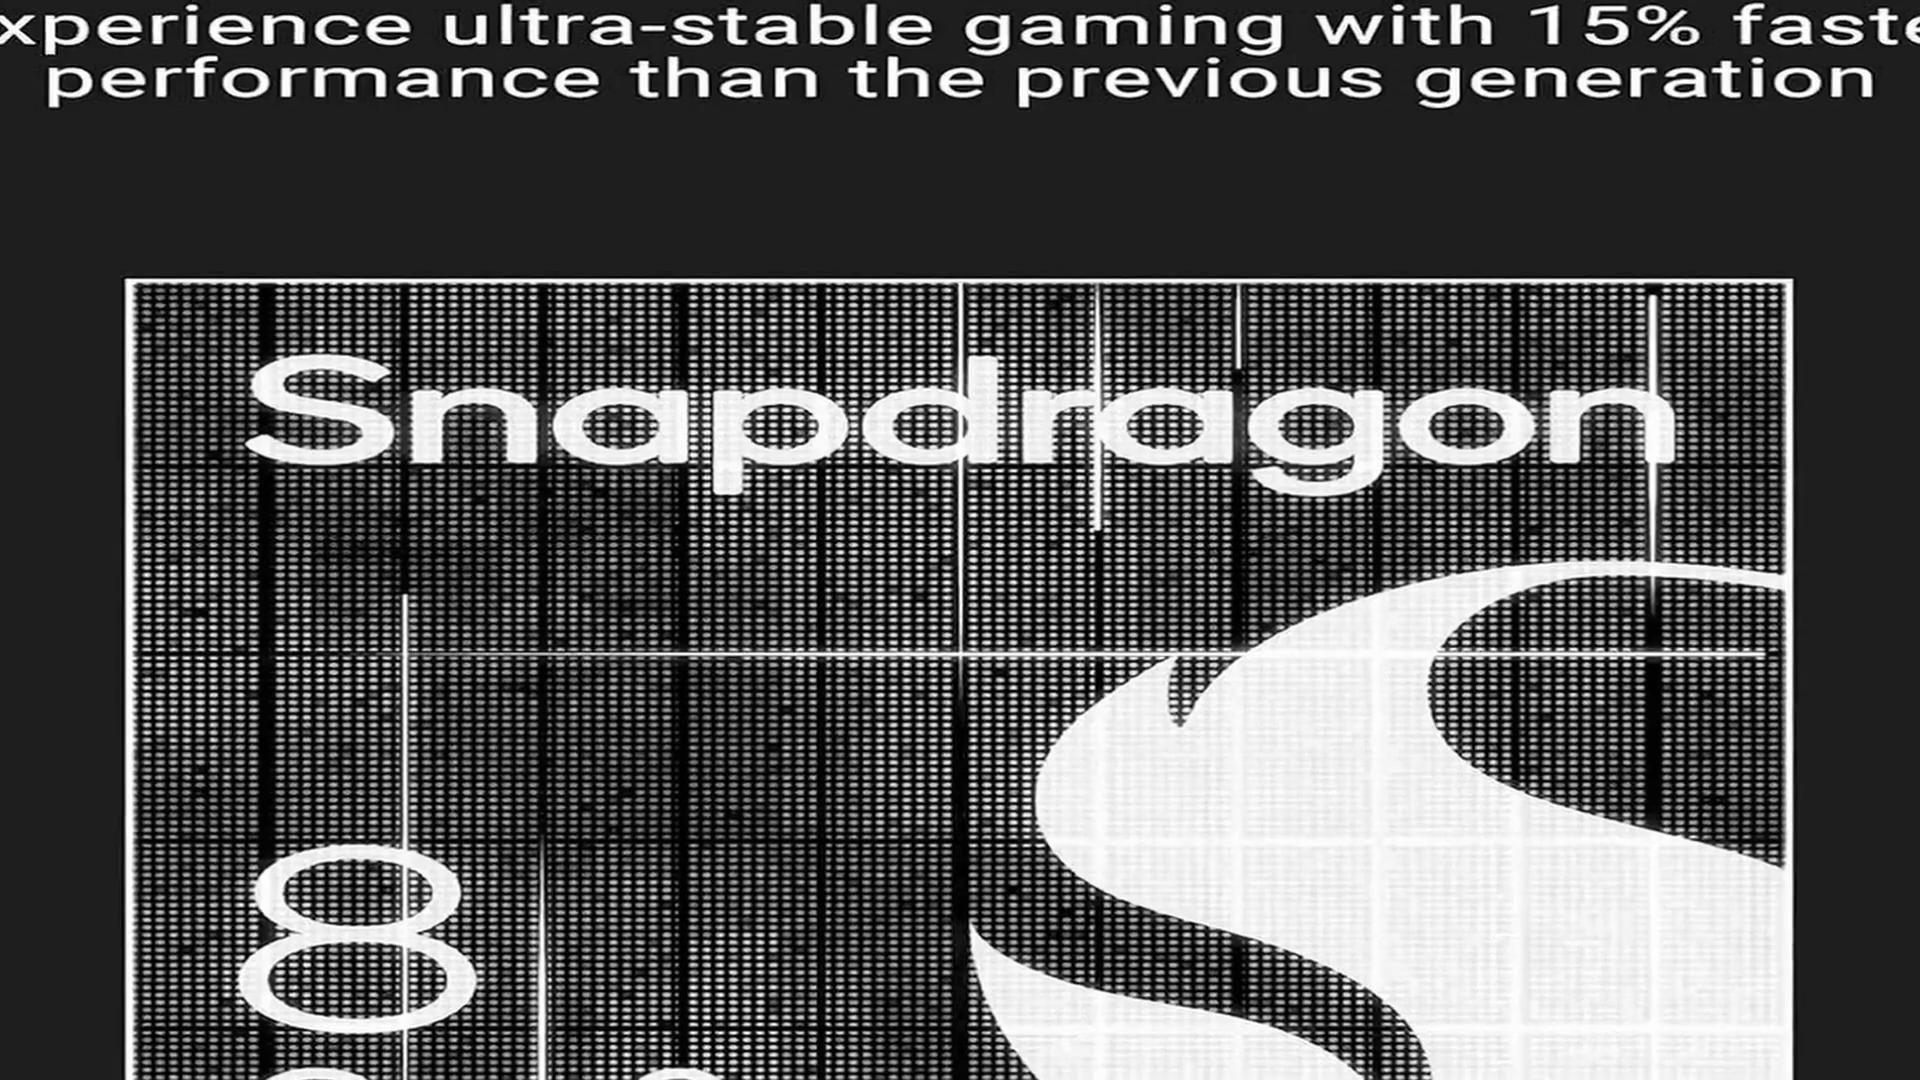 xperience ultra-stable gaming with 15% faste
performance than the previous generation
Snapdragon
8